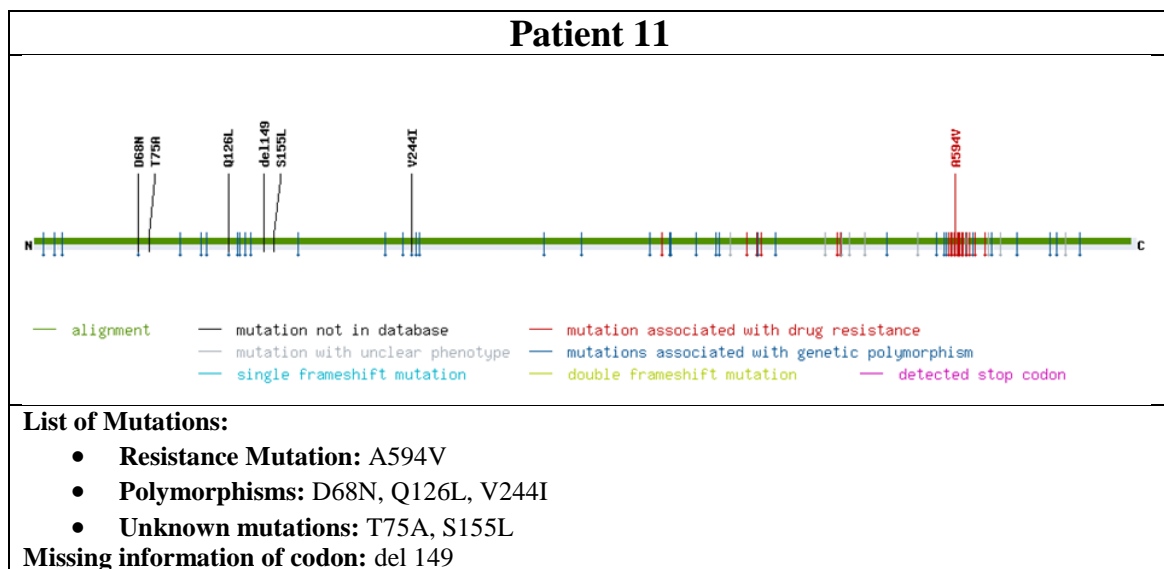 Patient 11
D68N T75A Q126L del149 S155L V244I A594V
N C
alignment mutation not in database mutation associated with drug resistance
mutation with unclear phenotype mutations associated with genetic polymorphism
single frameshift mutation double frameshift mutation detected stop codon
List of Mutations:
• Resistance Mutation: A594V
• Polymorphisms: D68N, Q126L, V244I
• Unknown mutations: T75A, S155L
Missing information of codon: del 149